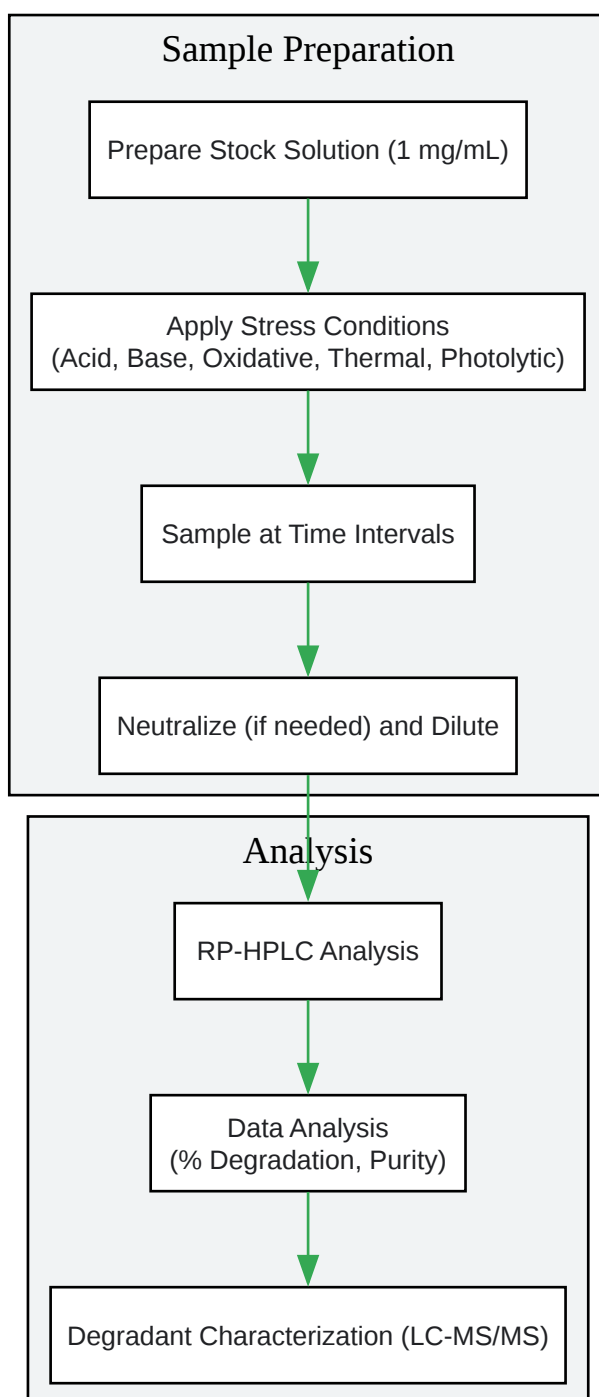 Sample Preparation
Prepare Stock Solution (1 mg/mL)
Apply Stress Conditions
(Acid, Base, Oxidative, Thermal, Photolytic)
Sample at Time Intervals
Neutralize (if needed) and Dilute
Analysis
RP-HPLC Analysis
Data Analysis
(% Degradation, Purity)
Degradant Characterization (LC-MS/MS)